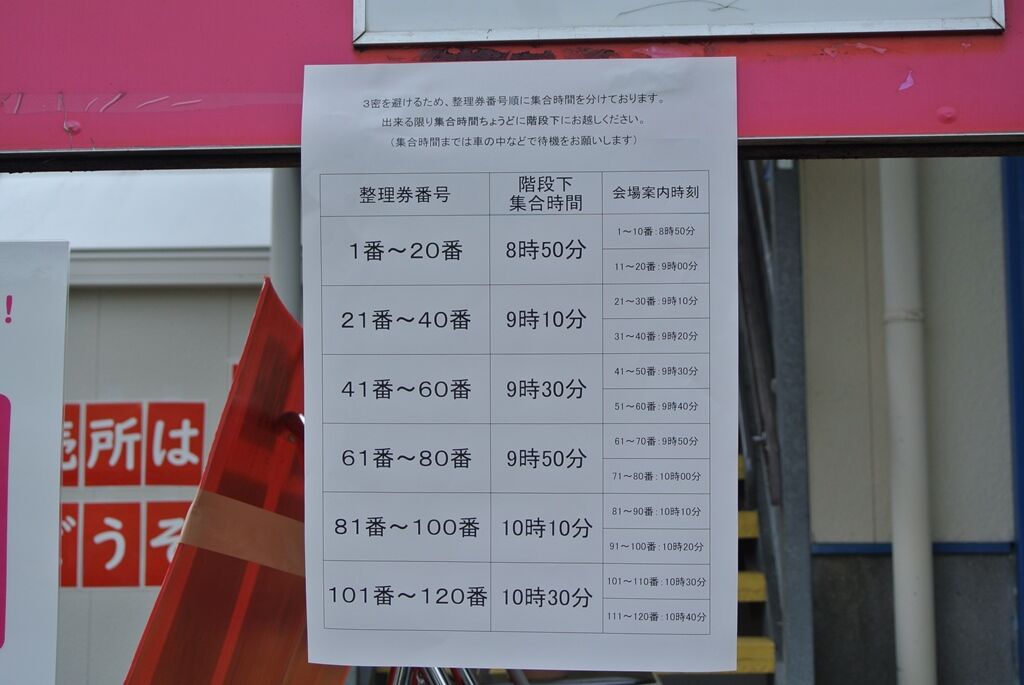 3密を避けるため、整理券番号順に集合時間を分けております。
出来る限り集合時間ちょうどに階段下にお越しください。
（集合時間までは車の中などで待機をお願いします）
整理券番号
階段下
集合時間
会場案内時刻
1番～20番
8時50分
1～10番：8時50分
11～20番：9時00分
21番～40番
9時10分
21～30番：9時10分
31～40番：9時20分
41番～60番
9時30分
41～50番：9時30分
51～60番：9時40分
61番～80番
9時50分
61～70番：9時50分
71～80番：10時00分
81番～100番
10時10分
81～90番：10時10分
91～100番：10時20分
101番～120番
10時30分
101～110番：10時30分
111～120番：10時40分
!
所は
どうぞ